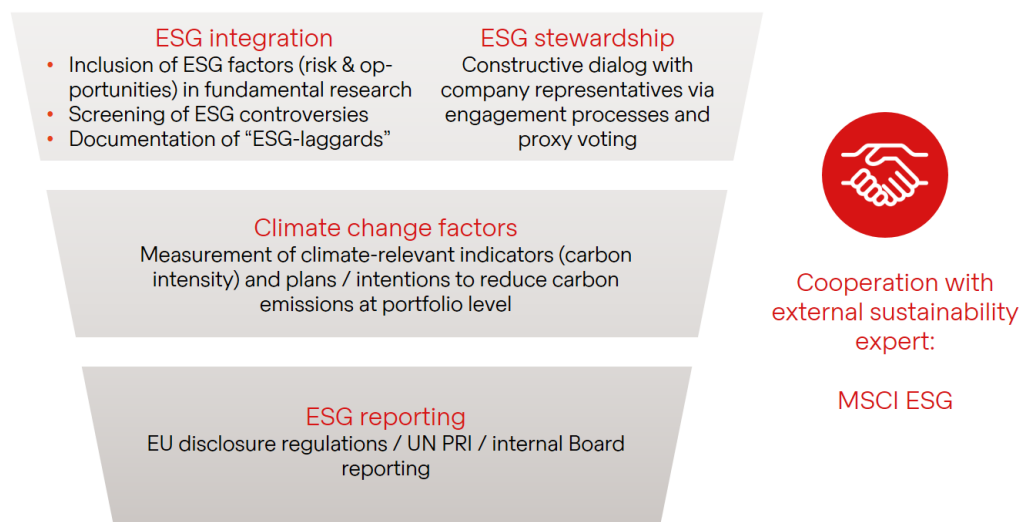 ESG integration
• Inclusion of ESG factors (risk & op-
portunities) in fundamental research
• Screening of ESG controversies
• Documentation of “ESG-laggards”
ESG stewardship
Constructive dialog with
company representatives via
engagement processes and
proxy voting
Climate change factors
Measurement of climate-relevant indicators (carbon
intensity) and plans / intentions to reduce carbon
emissions at portfolio level
ESG reporting
EU disclosure regulations / UN PRI / internal Board
reporting
Cooperation with
external sustainability
expert:
MSCI ESG